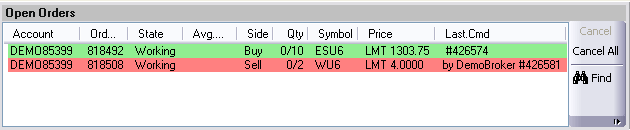 Open Orders
Account Ord... State Avg.... Side Qty Symbol Price Last.Cmd
DEMO85399 818492 Working Buy 0/10 ESU6 LMT 1303.75 #426574
DEMO85399 818508 Working Sell 0/2 WU6 LMT 4.0000 by DemoBroker #426581
Cancel
Cancel All
Find